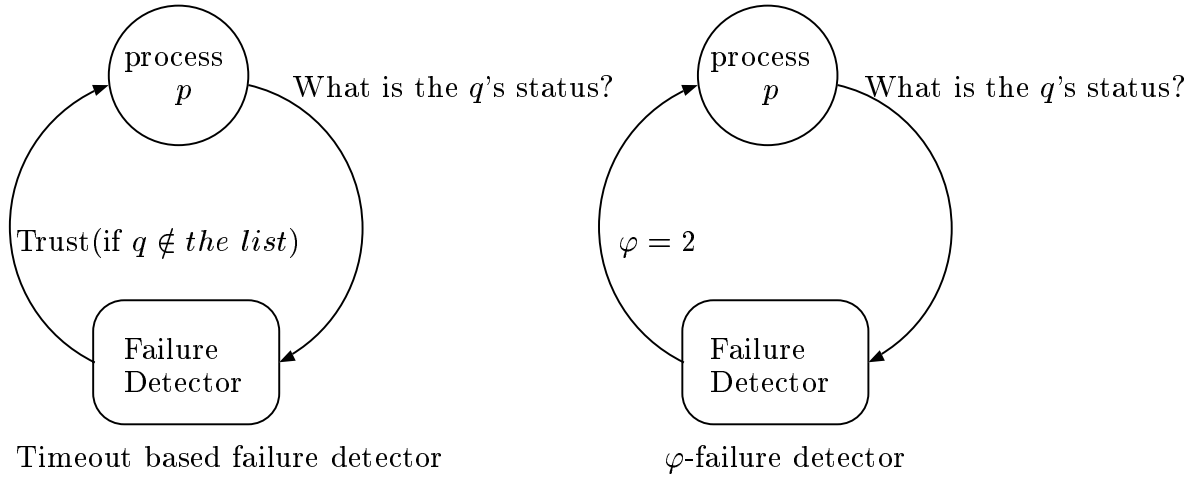 process
p
What is the q's status?
Trust(if q ∉ the list)
Failure
Detector
Timeout based failure detector
process
p
What is the q's status?
φ = 2
Failure
Detector
φ-failure detector